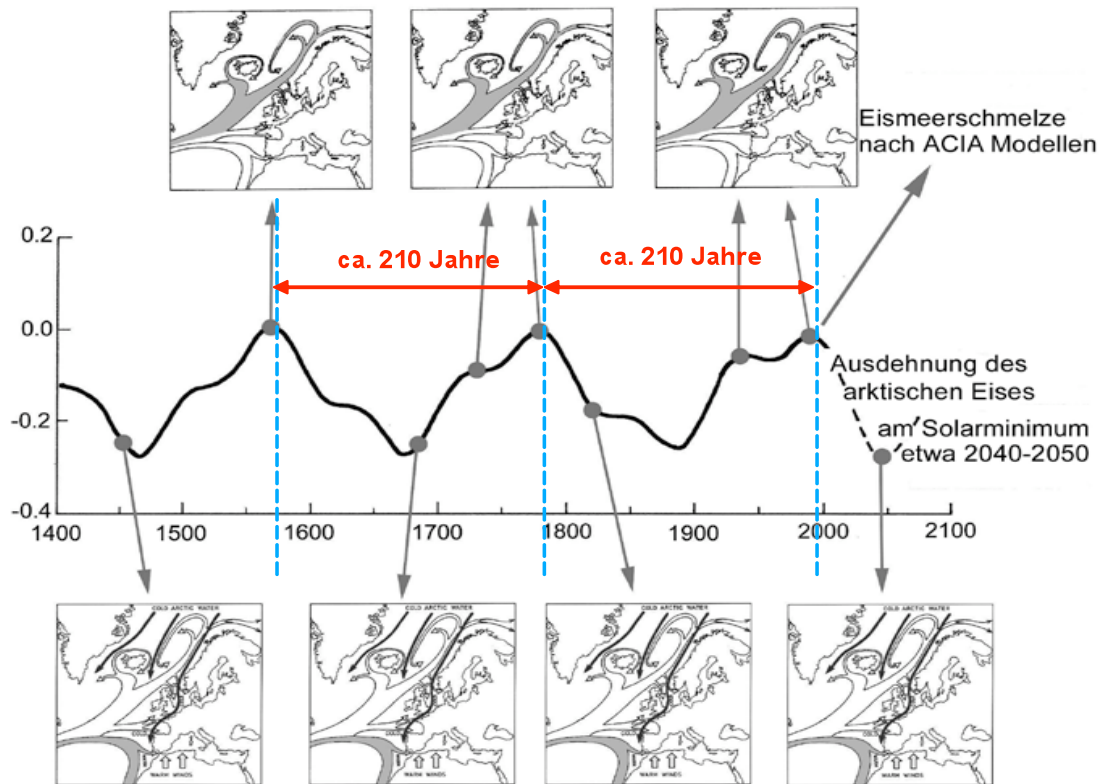 Eismeerschmelze
nach ACIA Modellen
0.2
ca. 210 Jahre
ca. 210 Jahre
0.0
Ausdehnung des
arktischen Eises
-0.2
am Solarminimum
etwa 2040-2050
-0.4
1400
1500
1600
1700
1800
1900
2000
2100
COLD ARCTIC WATER
COLD ARCTIC WATER
COLD ARCTIC WATER
COLD ARCTIC WATER
WARM WINDS
WARM WINDS
WARM WINDS
WARM WINDS